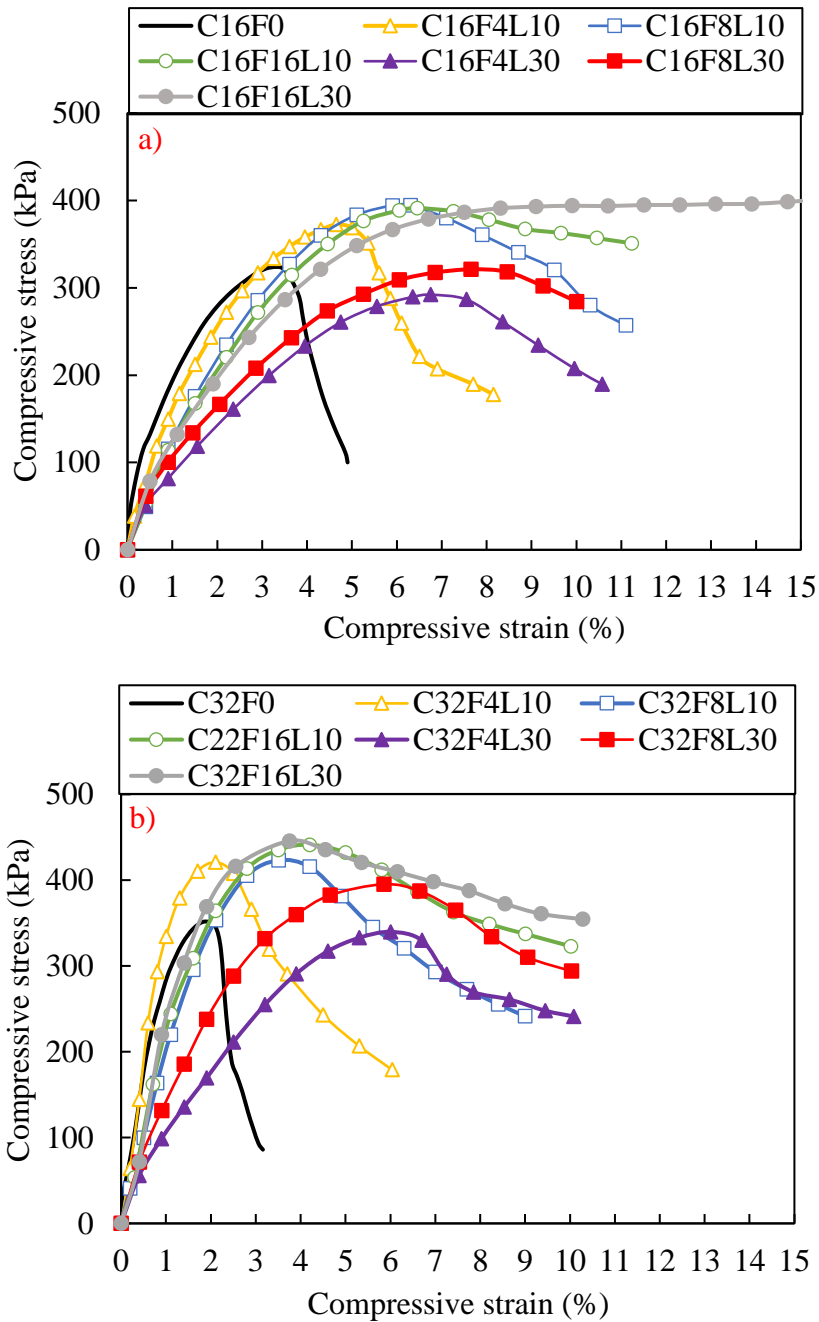 C16F0 C16F4L10 C16F8L10
C16F16L10 C16F4L30 C16F8L30
C16F16L30
a)
500
400
300
200
100
0
Compressive stress (kPa)
0 1 2 3 4 5 6 7 8 9 10 11 12 13 14 15
Compressive strain (%)
C32F0 C32F4L10 C32F8L10
C22F16L10 C32F4L30 C32F8L30
C32F16L30
b)
500
400
300
200
100
0
Compressive stress (kPa)
0 1 2 3 4 5 6 7 8 9 10 11 12 13 14 15
Compressive strain (%)